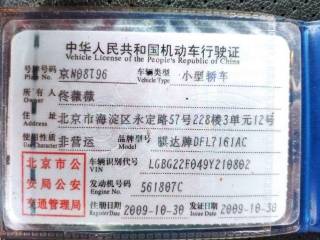 中华人民共和国机动车行驶证
Vehicle License of the People's Republic of China
号牌号码 Plate No. 京N08T96 车辆类型 Vehicle Type 小型轿车
所有人 Owner 佟薇薇
住址 Address 北京市海淀区永定路57号228楼3单元12号
使用性质 非营运 品牌型号 Model 骐达牌DFL7161AC
北京市公安局公安交通管理局
车辆识别代号 VIN LGBG22E049Y210802
发动机号码 Engine No. 561807C
注册日期 Register Date 2009-10-30 发证日期 Issue Date 2009-10-30